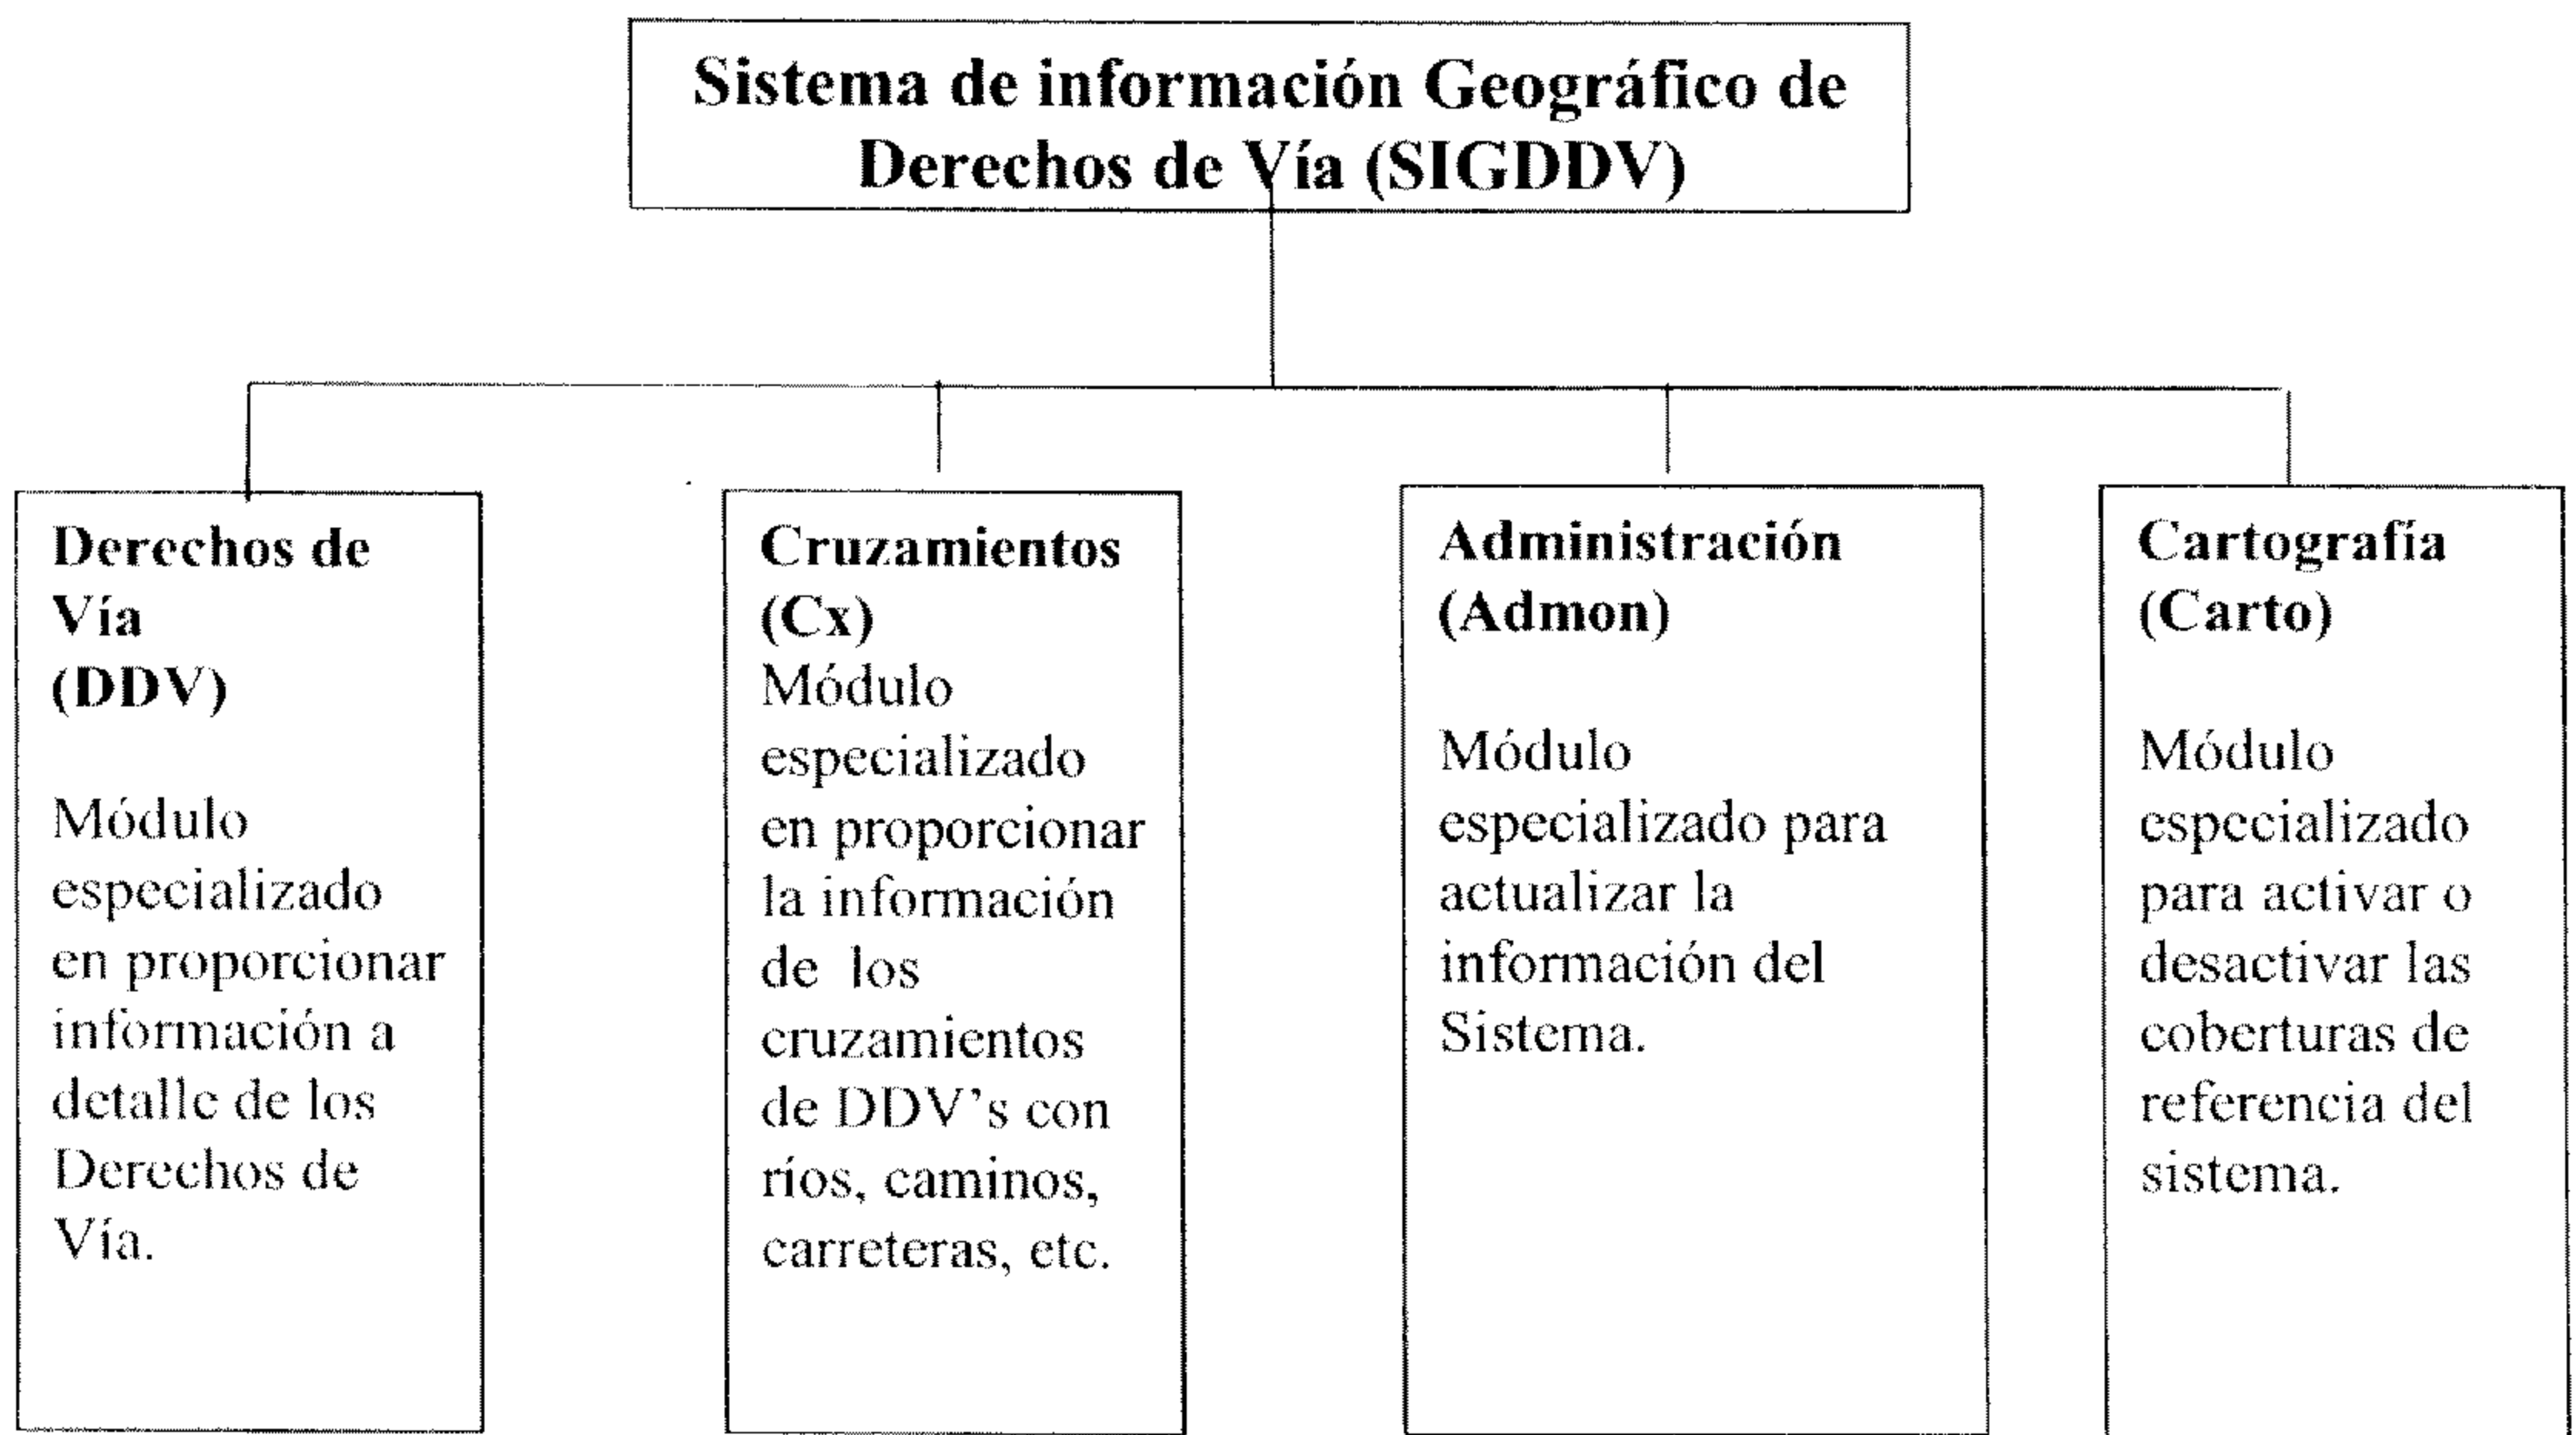 Sistema de información Geográfico de
Derechos de Vía (SIGDDV)
Derechos de
Vía
(DDV)
Módulo
especializado
en proporcionar
información a
detalle de los
Derechos de
Vía.
Cruzamientos
(Cx)
Módulo
especializado
en proporcionar
la información
de los
cruzamientos
de DDV's con
ríos, caminos,
carreteras, etc.
Administración
(Admon)
Módulo
especializado para
actualizar la
información del
Sistema.
Cartografía
(Carto)
Módulo
especializado
para activar o
desactivar las
coberturas de
referencia del
sistema.